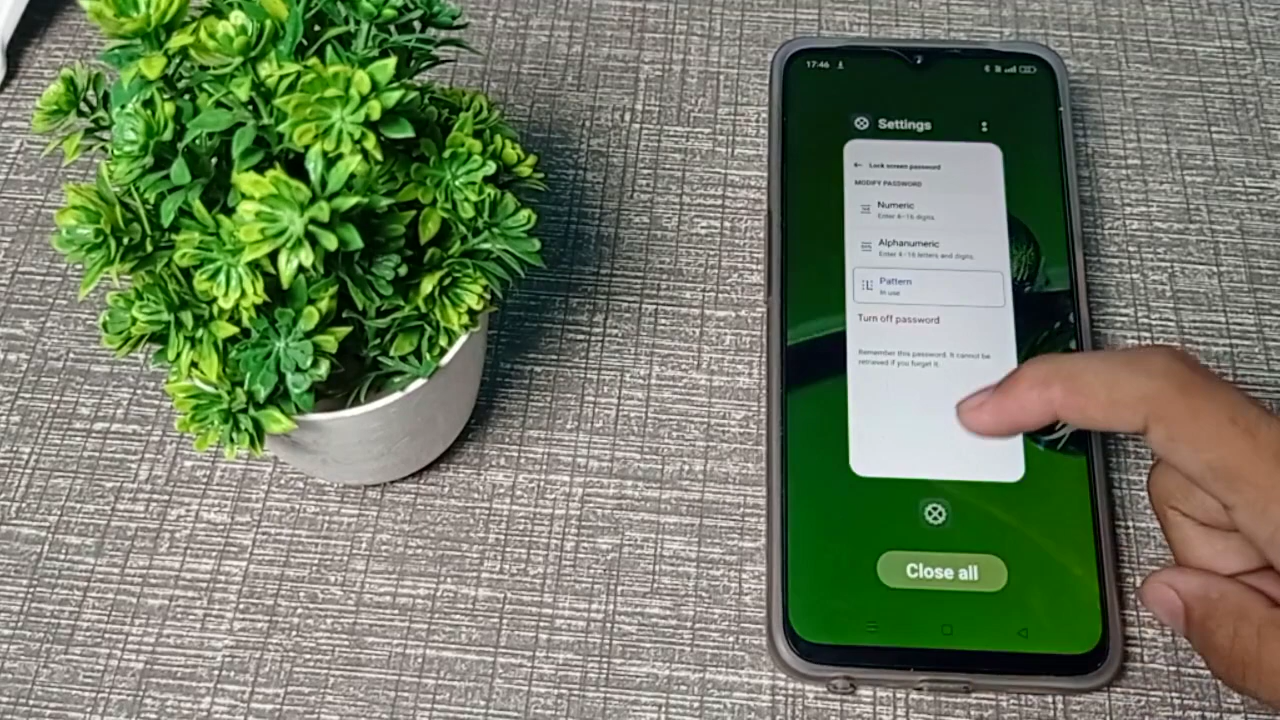 17:46
Settings
Lock screen password
MODIFY PASSWORD
Numeric
Enter 4-16 digits
Alphanumeric
Enter 4-16 letters and digits
Pattern
In use
Turn off password
Remember this password. It cannot be
retrieved if you forget it.
Close all